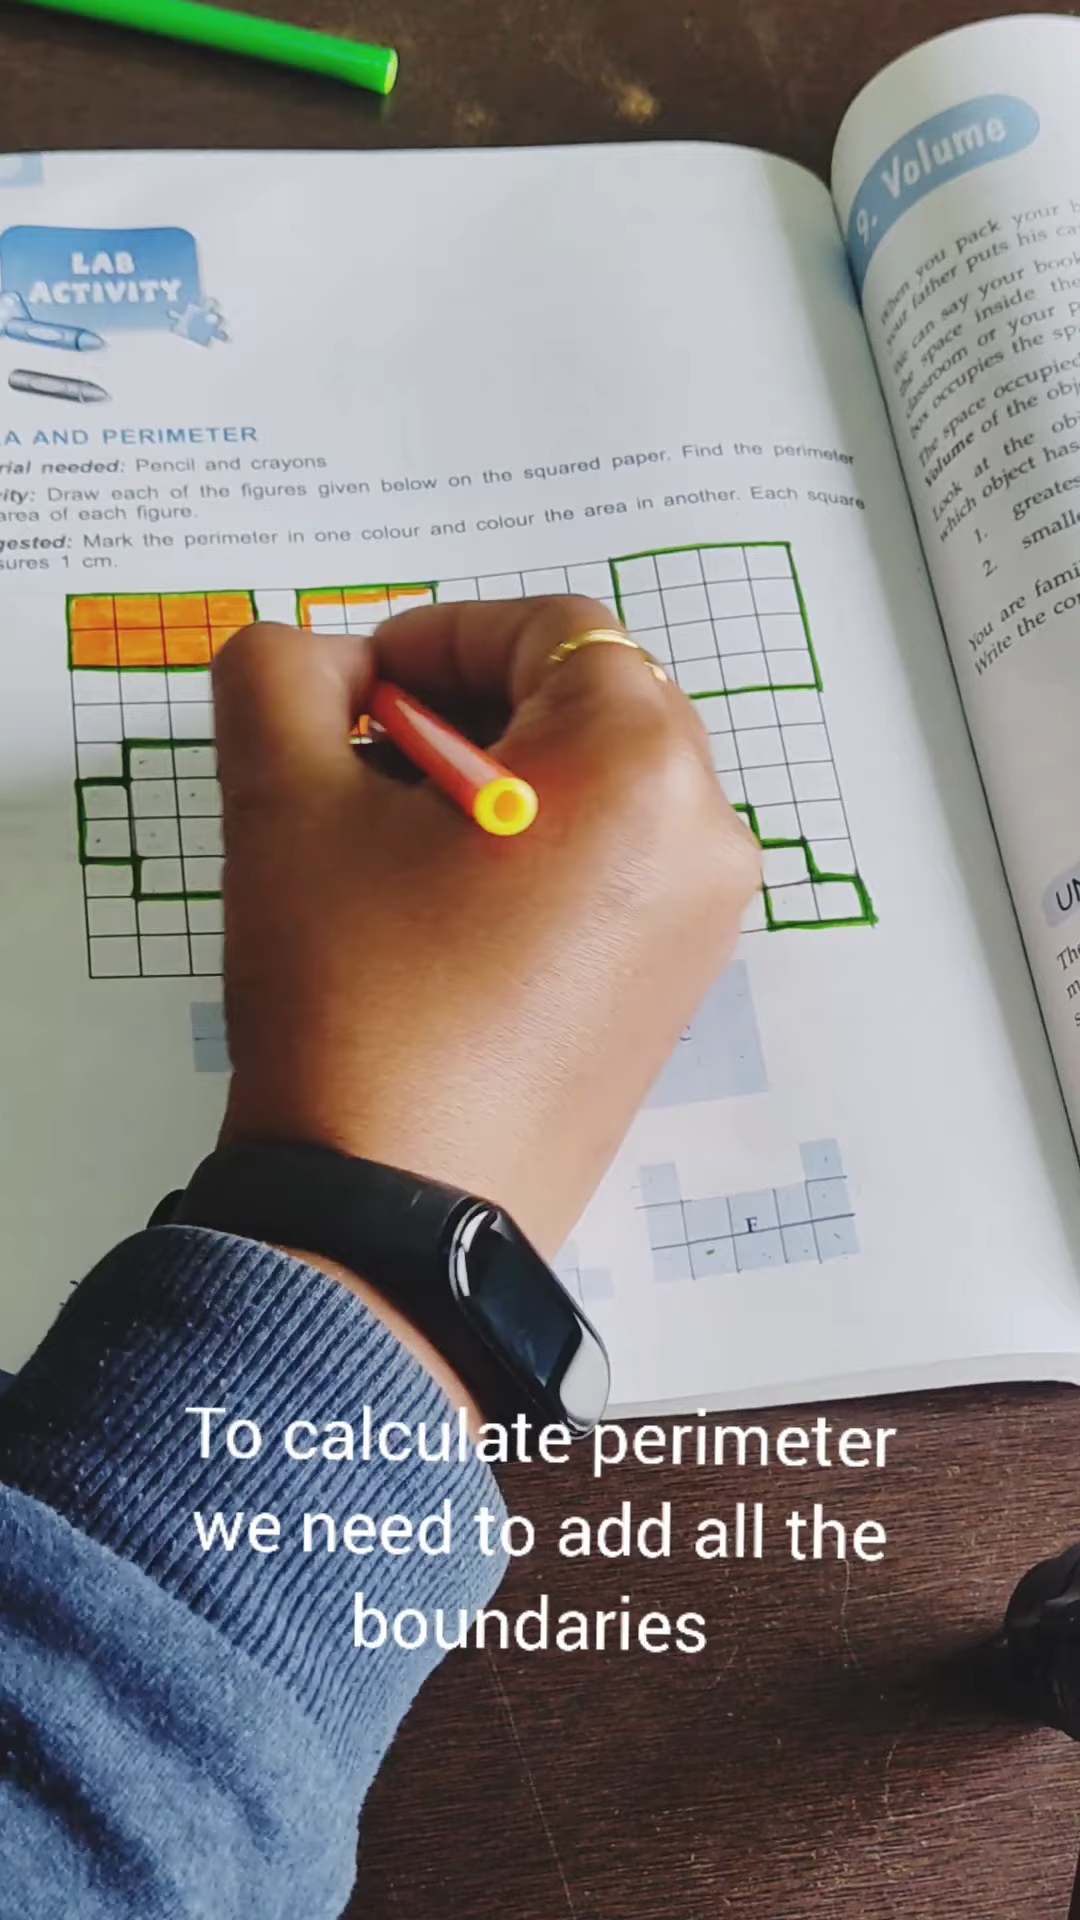 LAB
ACTIVITY
A AND PERIMETER
rial needed: Pencil and crayons
ity: Draw each of the figures given below on the squared paper. Find the perimeter
area of each figure.
gested: Mark the perimeter in one colour and colour the area in another. Each square
sures 1 cm.
F
9. Volume
When you pack your
your father puts his
can say your book
the space inside the
classroom or your
box occupies the
The space occupied
Volume of the
Look at the
which object has
1. greates
2. small
You are fami
Write the
UN
The
To calculate perimeter
we need to add all the
boundaries